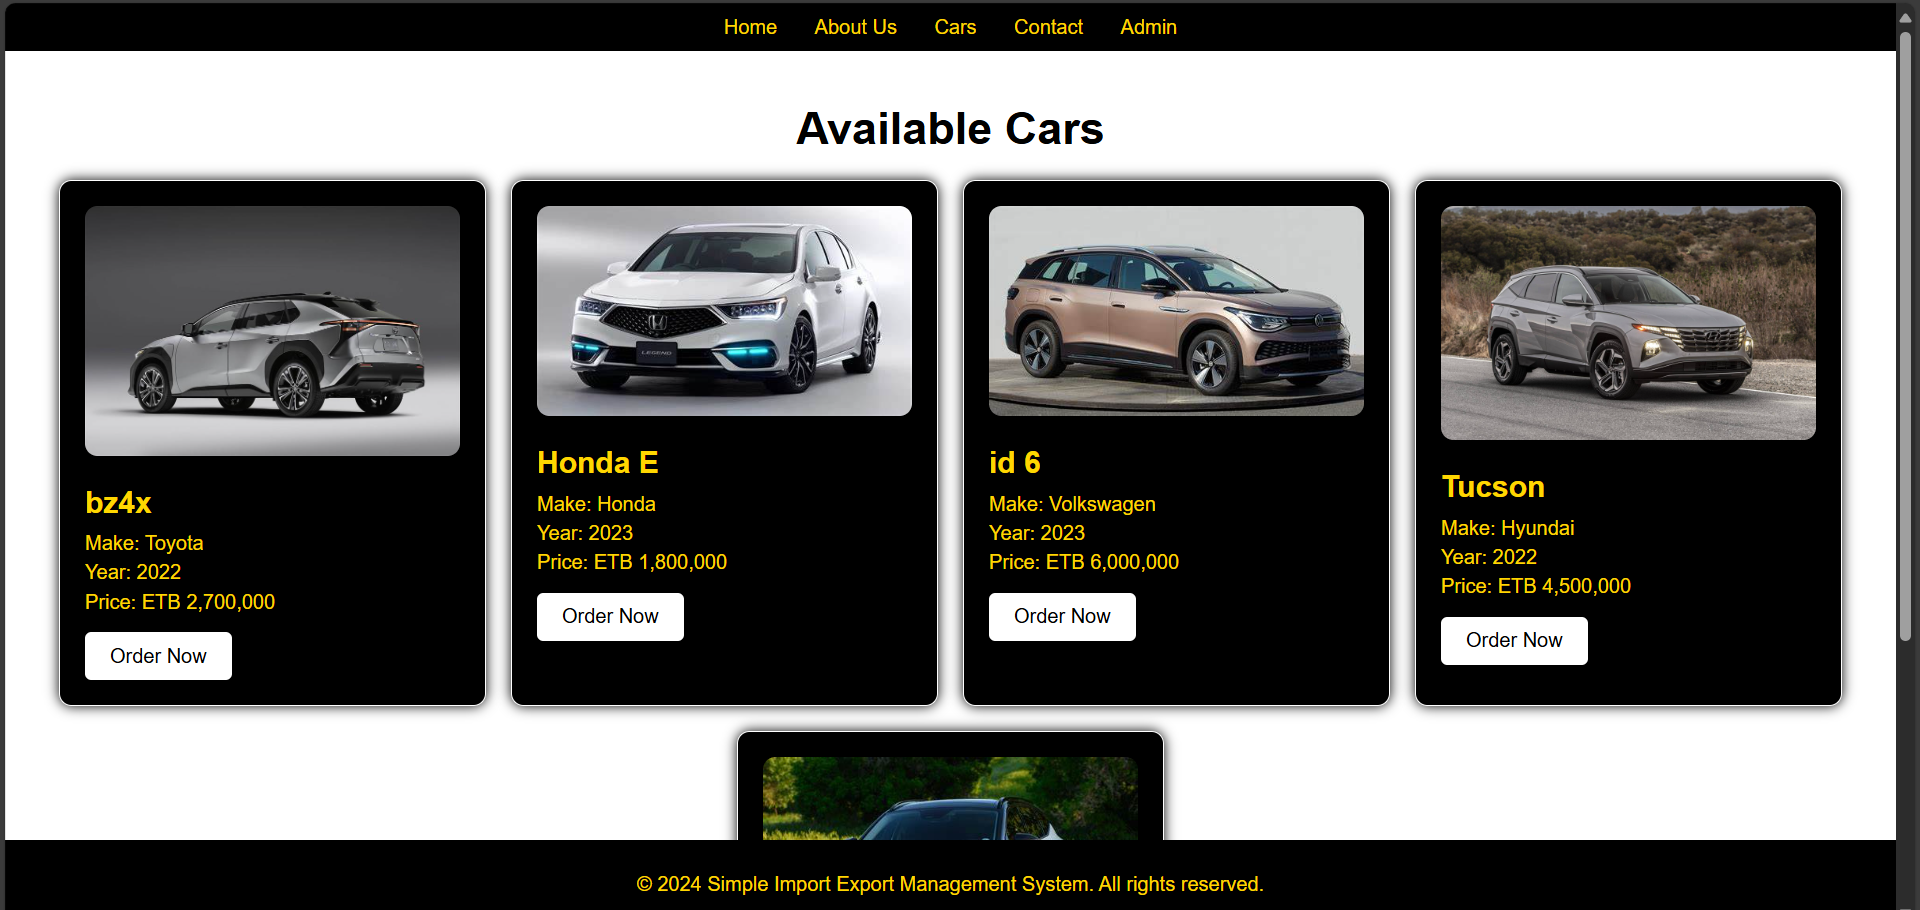 Home About Us Cars Contact Admin
Available Cars
LEGEND
bz4x
Make: Toyota
Year: 2022
Price: ETB 2,700,000
Order Now
Honda E
Make: Honda
Year: 2023
Price: ETB 1,800,000
Order Now
id 6
Make: Volkswagen
Year: 2023
Price: ETB 6,000,000
Order Now
Tucson
Make: Hyundai
Year: 2022
Price: ETB 4,500,000
Order Now
© 2024 Simple Import Export Management System. All rights reserved.